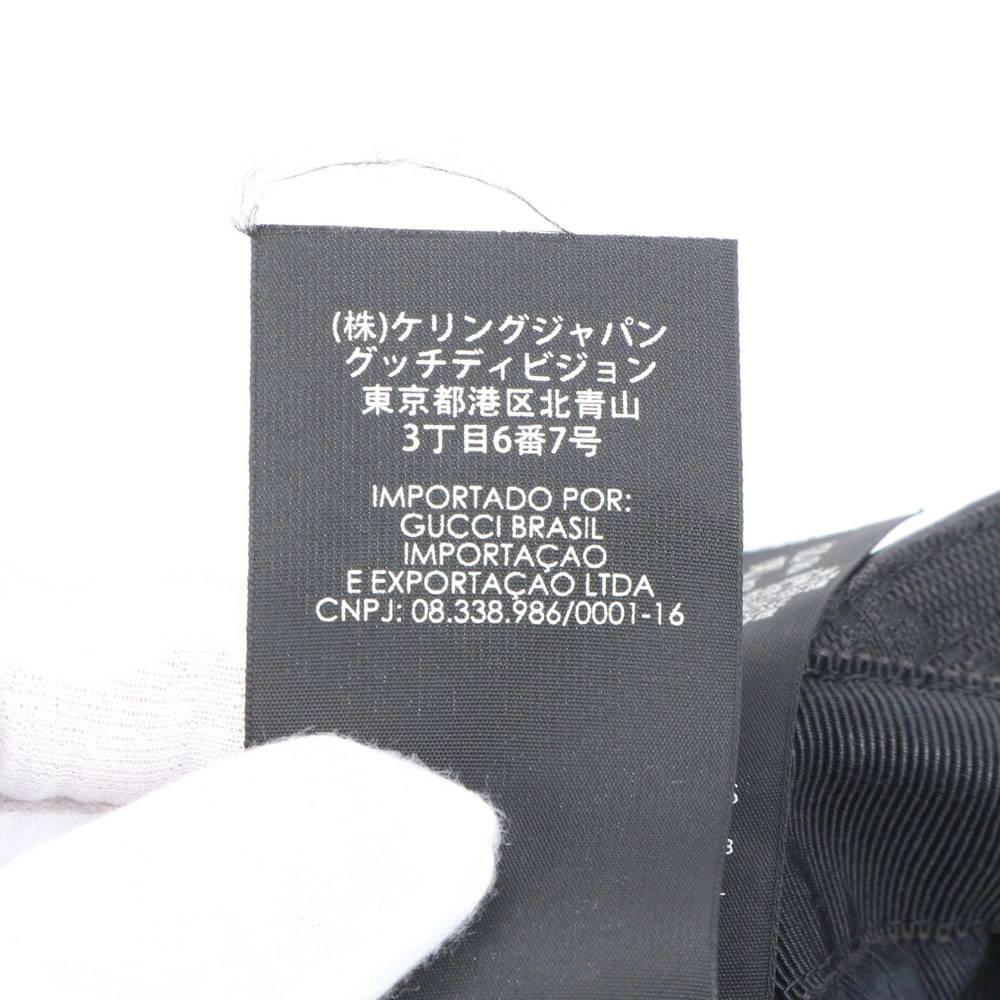 (株)ケリングジャパン
グッチディビジョン
東京都港区北青山
3丁目6番7号
IMPORTADO POR:
GUCCI BRASIL
IMPORTAÇAO
E EXPORTAÇAO LTDA
CNPJ: 08.338.986/0001-16